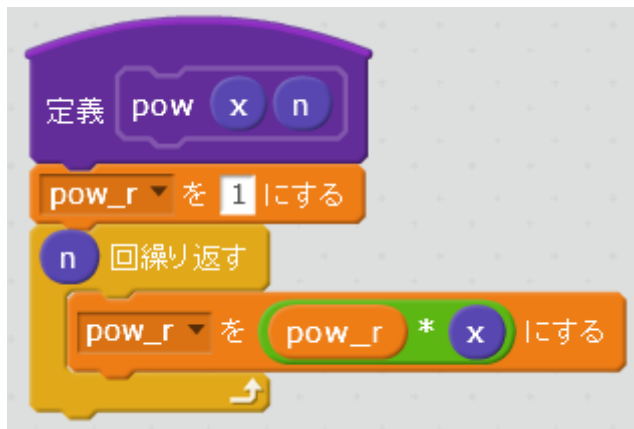 定義 pow x n
pow_r を 1 にする
n 回繰り返す
pow_r を pow_r * x にする